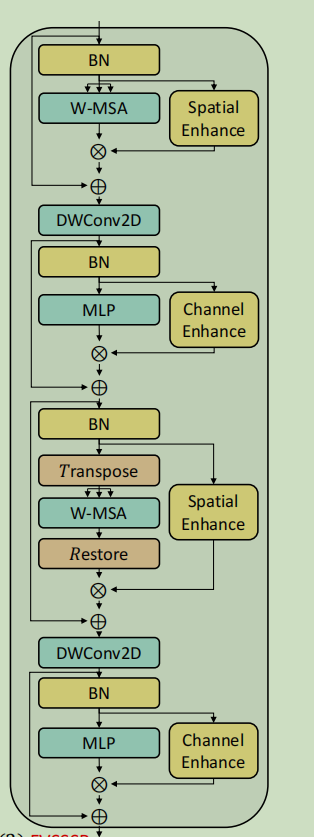 BN
W-MSA
Spatial
Enhance
⊗
⊕
DWConv2D
BN
MLP
Channel
Enhance
⊗
⊕
BN
Transpose
W-MSA
Spatial
Enhance
Restore
⊗
⊕
DWConv2D
BN
MLP
Channel
Enhance
⊗
⊕